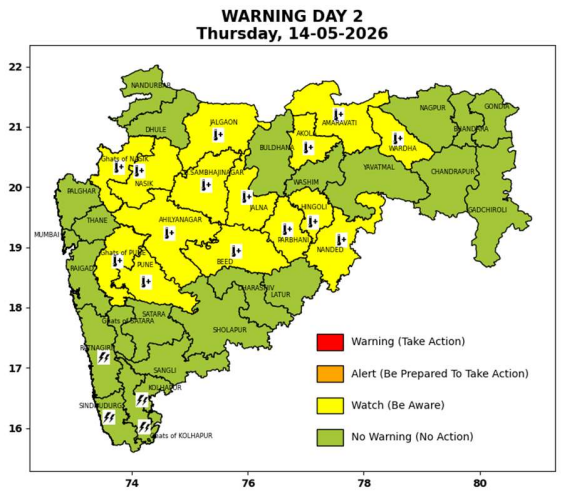 WARNING DAY 2
Thursday, 14-05-2026
22
21
20
19
18
17
16
74
76
78
80
NANDURBAR
DHULE
JALGAON
BULDHANA
AKOLA
AMARAVATI
WARDHA
NAGPUR
BHANDARA
GONDIA
Ghats of NASIK
NASIK
SAMBHAJINAGAR
JALNA
WASHIM
YAVATMAL
CHANDRAPUR
GADCHIROLI
PALGHAR
THANE
MUMBAI
AHILYANAGAR
PARBHANI
HINGOLI
NANDED
RAIGAD
Ghats of PUNE
PUNE
BEED
DHARASHIV
LATUR
SATARA
Ghats of SATARA
SHOLAPUR
RATNAGIRI
SANGLI
KOLHAPUR
SINDHUDURG
Ghats of KOLHAPUR
Warning (Take Action)
Alert (Be Prepared To Take Action)
Watch (Be Aware)
No Warning (No Action)